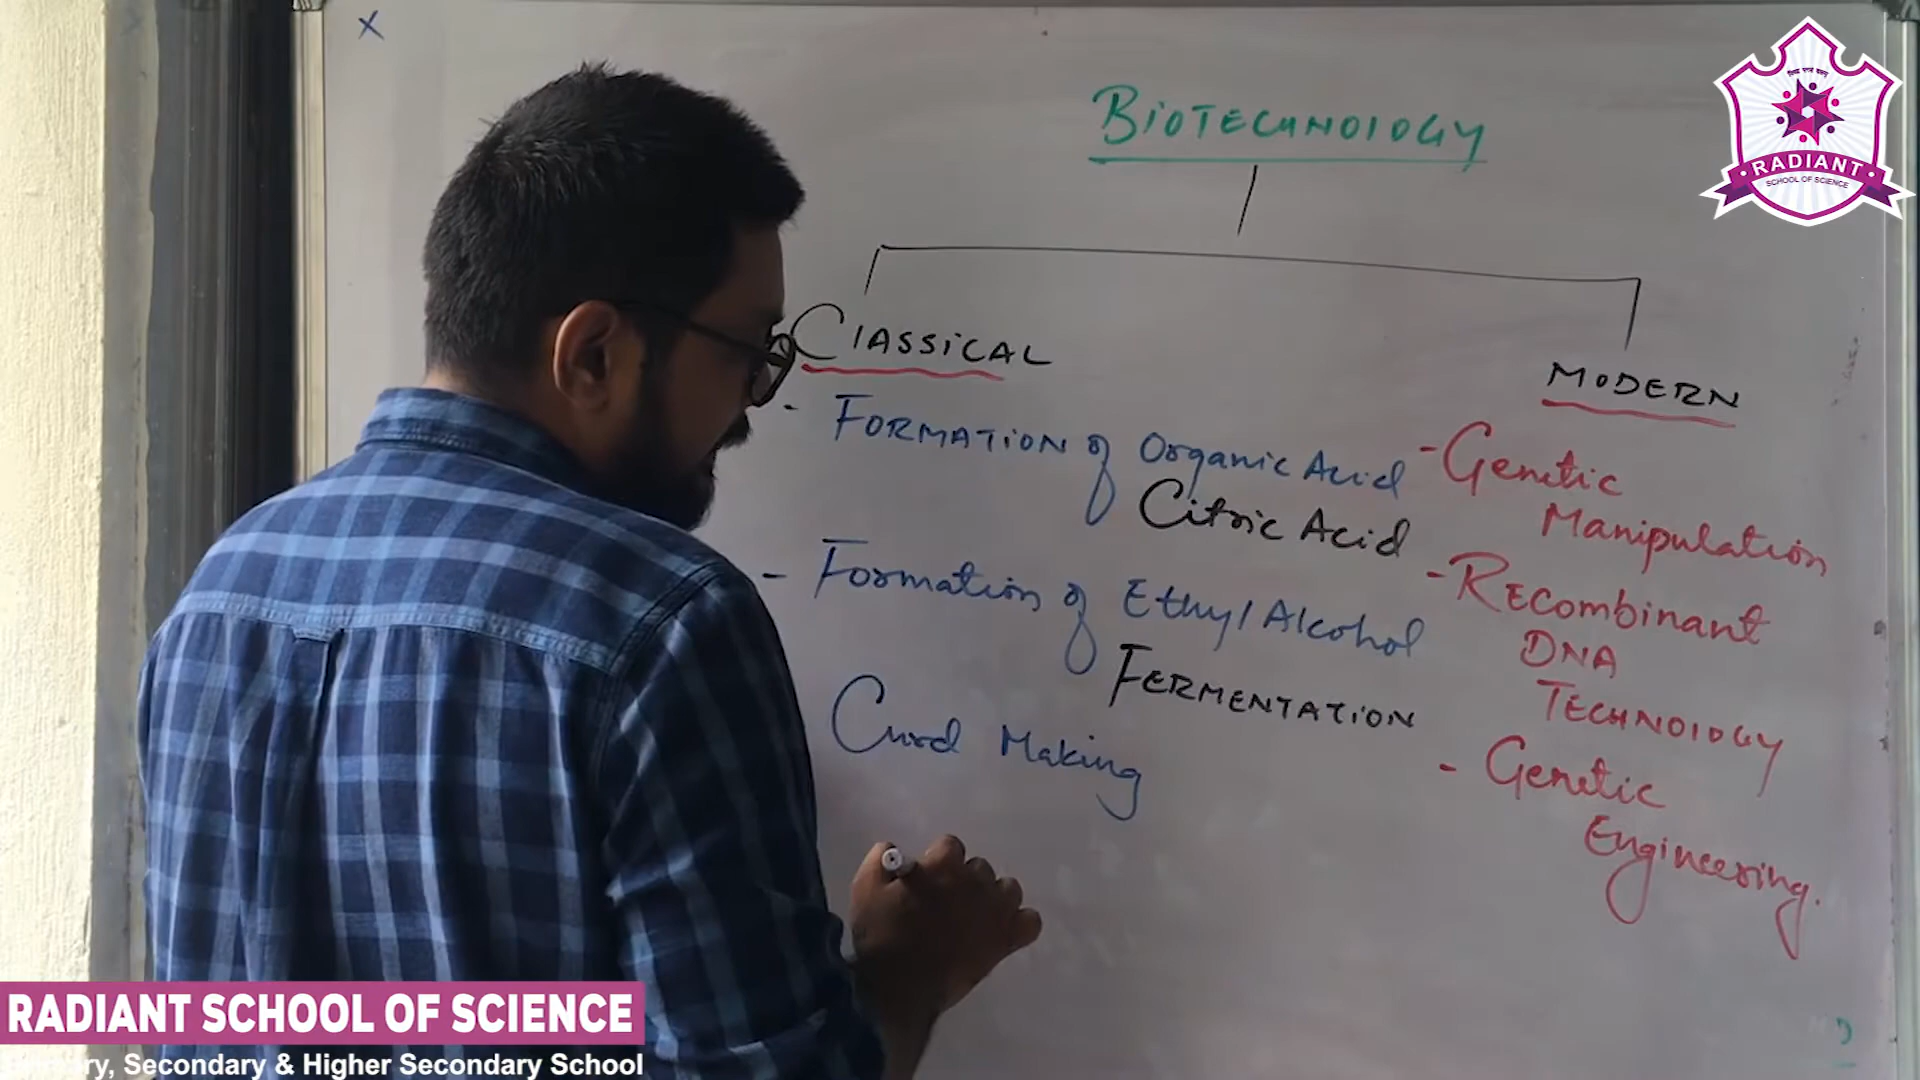 X
BIOTECHNOLOGY
CLASSICAL
MODERN
- FORMATION of Organic Acid
Citric Acid
- Formation of Ethyl Alcohol
FERMENTATION
Curd Making
- Genetic
Manipulation
- RECombinant
DNA
TECHNOLOGY
- Genetic
Engineering.
RADIANT
SCHOOL OF SCIENCE
RADIANT SCHOOL OF SCIENCE
Secondary & Higher Secondary School